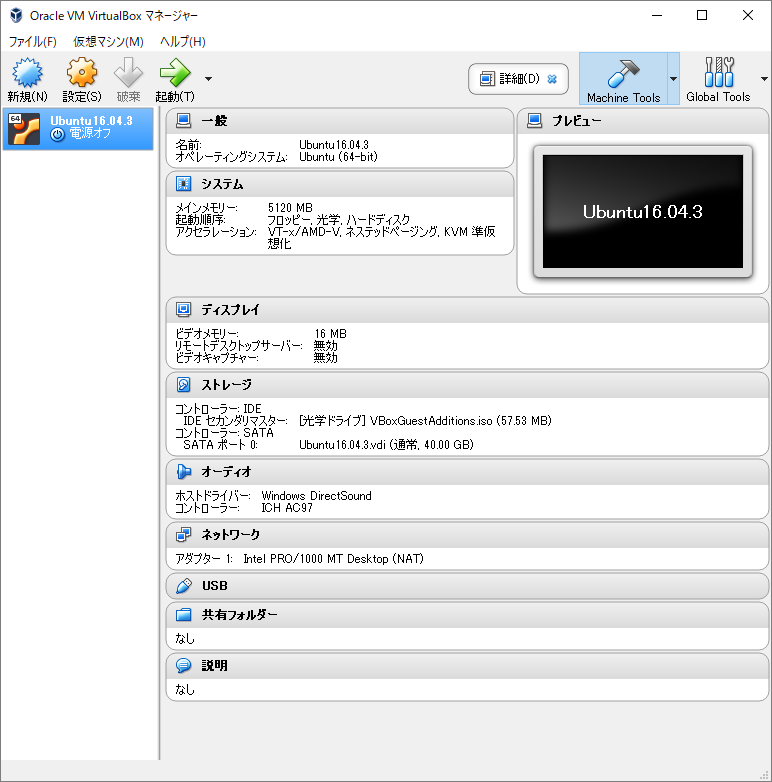 Oracle VM VirtualBox マネージャー
ファイル(F) 仮想マシン(M) ヘルプ(H)
新規(N) 設定(S) 破棄 起動(T) 詳細(D) Machine Tools Global Tools
64
Ubuntu16.04.3
電源オフ
一般
名前: Ubuntu16.04.3
オペレーティングシステム: Ubuntu (64-bit)
システム
メインメモリー: 5120 MB
起動順序: フロッピー, 光学, ハードディスク
アクセラレーション: VT-x/AMD-V, ネステッドページング, KVM 準仮
想化
プレビュー
Ubuntu16.04.3
ディスプレイ
ビデオメモリー: 16 MB
リモートデスクトップサーバー: 無効
ビデオキャプチャー: 無効
ストレージ
コントローラー: IDE
IDE セカンダリマスター: [光学ドライブ] VBoxGuestAdditions.iso (57.53 MB)
コントローラー: SATA
SATA ポート 0: Ubuntu16.04.3.vdi (通常, 40.00 GB)
オーディオ
ホストドライバー: Windows DirectSound
コントローラー: ICH AC97
ネットワーク
アダプター 1: Intel PRO/1000 MT Desktop (NAT)
USB
共有フォルダー
なし
説明
なし